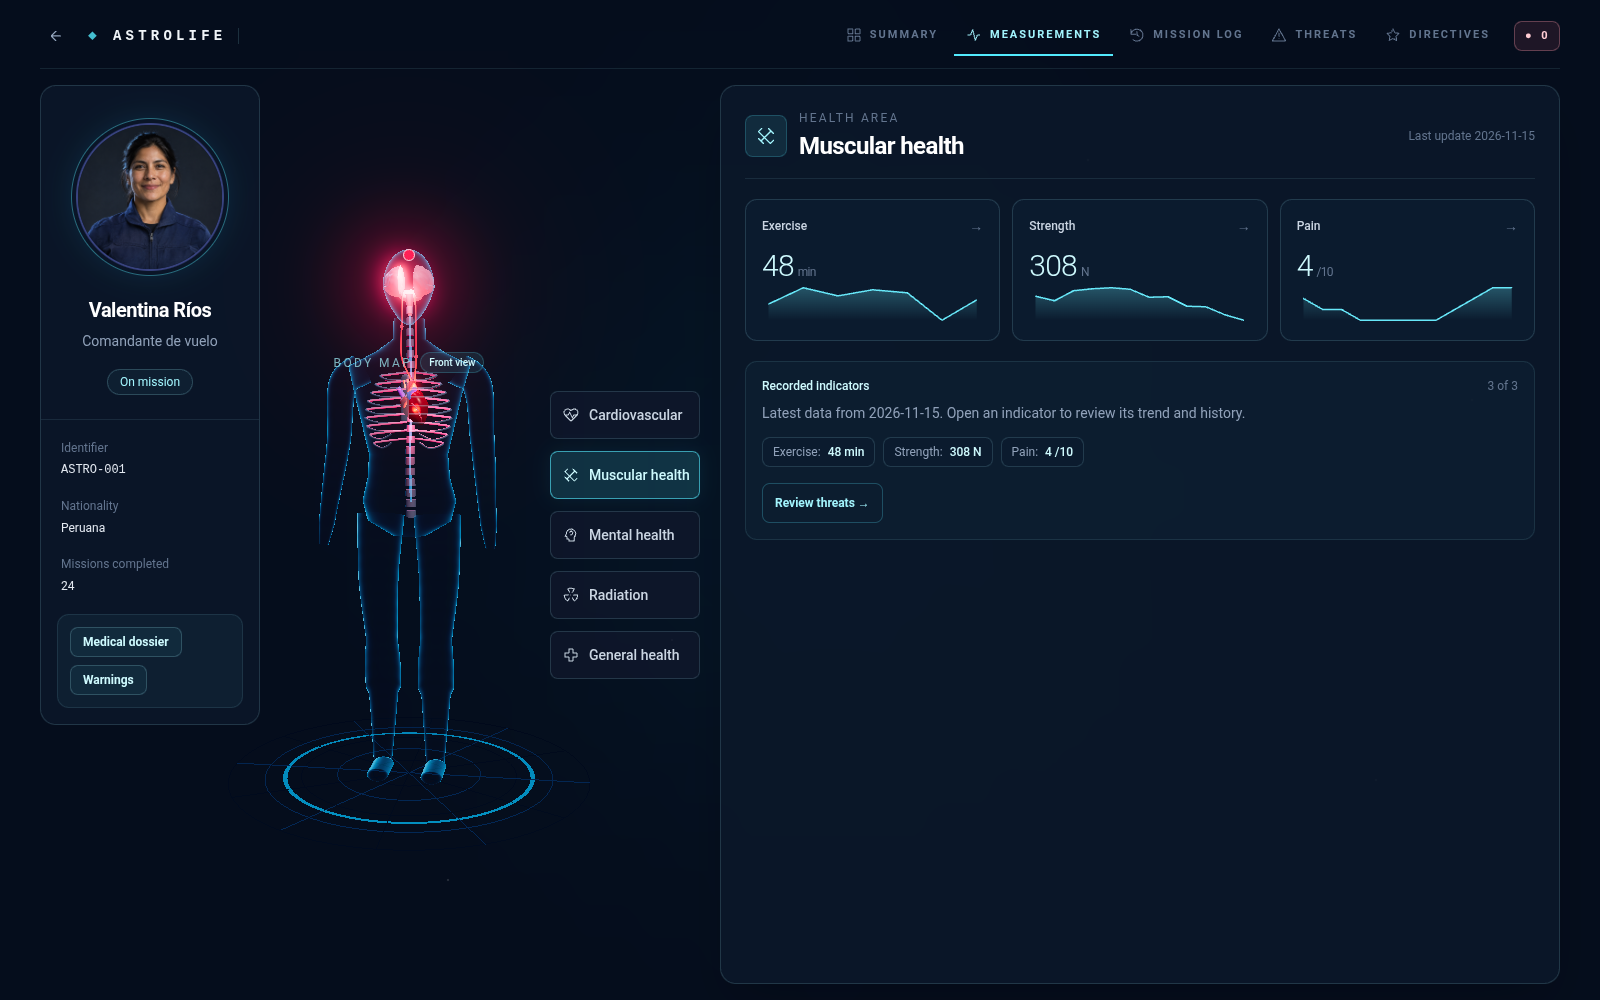 ASTROLIFE
SUMMARY
MEASUREMENTS
MISSION LOG
THREATS
DIRECTIVES
0
Valentina Ríos
Comandante de vuelo
On mission
Identifier
ASTRO-001
Nationality
Peruana
Missions completed
24
Medical dossier
Warnings
BODY MAP
Front view
Cardiovascular
Muscular health
Mental health
Radiation
General health
HEALTH AREA
Muscular health
Last update 2026-11-15
Exercise →
48 min
Strength →
308 N
Pain →
4 /10
Recorded indicators
3 of 3
Latest data from 2026-11-15. Open an indicator to review its trend and history.
Exercise: 48 min
Strength: 308 N
Pain: 4 /10
Review threats →